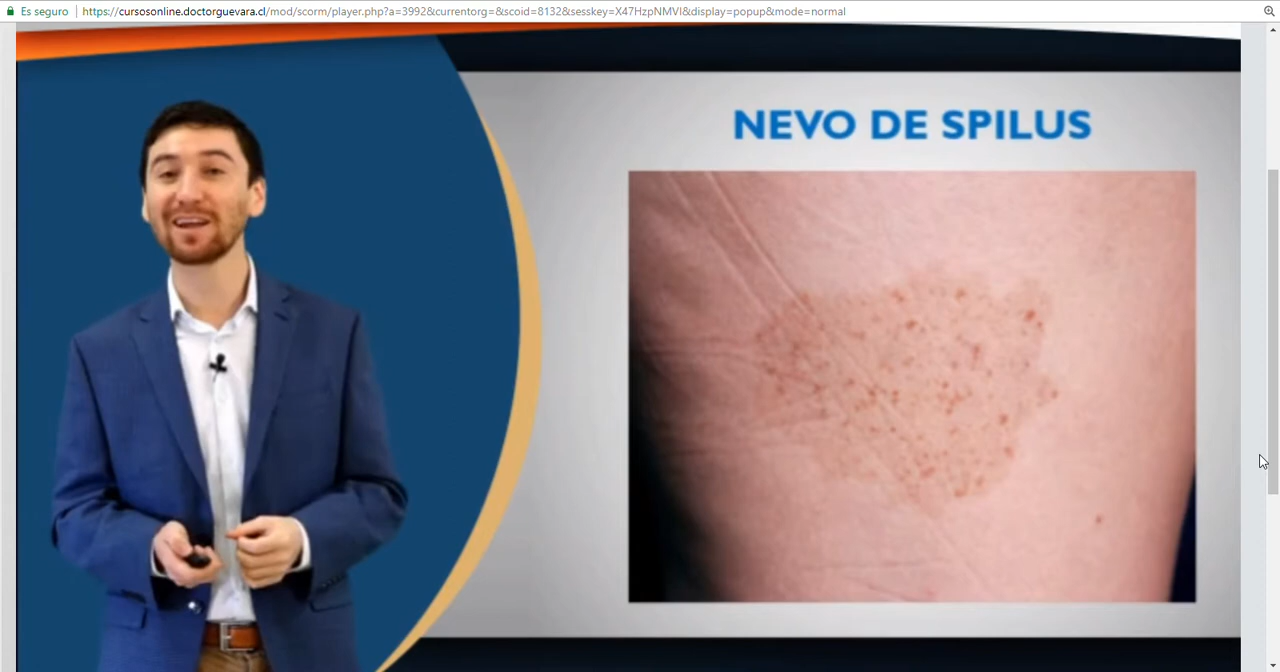 Es seguro
https://cursosonline.doctorguevara.cl/mod/scorm/player.php?a=3992&currentorg=&scoid=8132&sesskey=X47HzpNMVI&display=popup&mode=normal
NEVO DE SPILUS